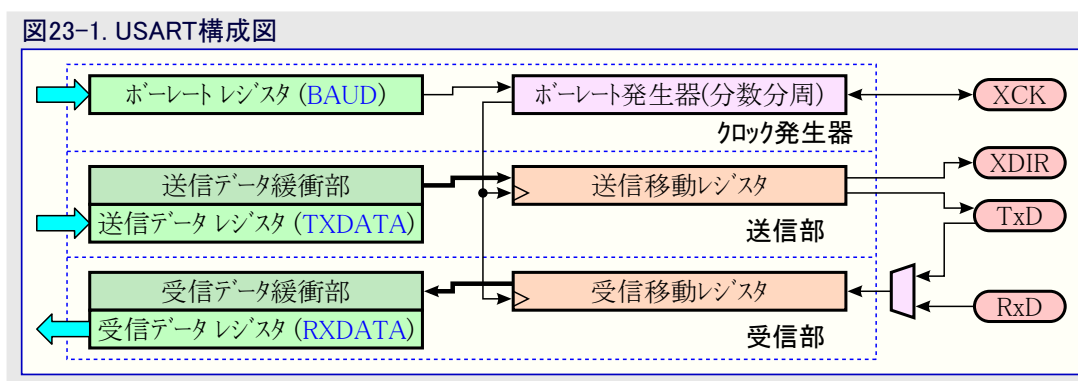 図23-1. USART構成図
ボーレート レジスタ (BAUD)
ボーレート発生器(分数分周)
XCK
クロック発生器
XDIR
送信データ緩衝部
送信移動レジスタ
送信データ レジスタ (TXDATA)
TxD
送信部
受信データ緩衝部
受信移動レジスタ
RxD
受信データ レジスタ (RXDATA)
受信部